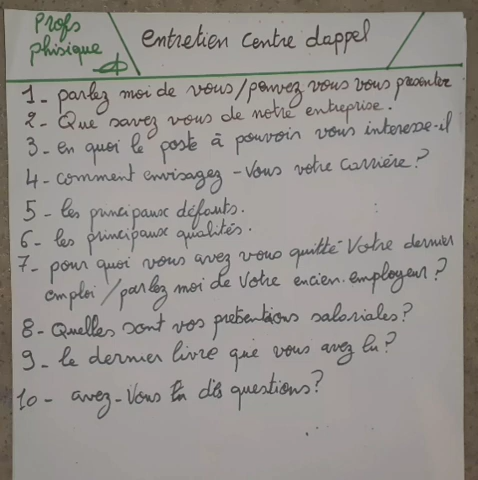 Profs
phisique
entretien centre dappel
1 - parlez moi de vous / pouvez vous vous presenter
2 - Que savez vous de notre entreprise.
3 - en quoi le poste à pouvoir vous interesse-il
4 - comment envisagez - Vous votre carrière ?
5 - les principaux défauts.
6 - les principaux qualités.
7 - pour quoi vous avez vous quitté Votre dernier
emploi / parlez moi de Votre encien employeur ?
8 - Quelles sont vos pretentions salariales ?
9 - le dernier livre que vous avez lu ?
10 - avez - Vous des questions ?